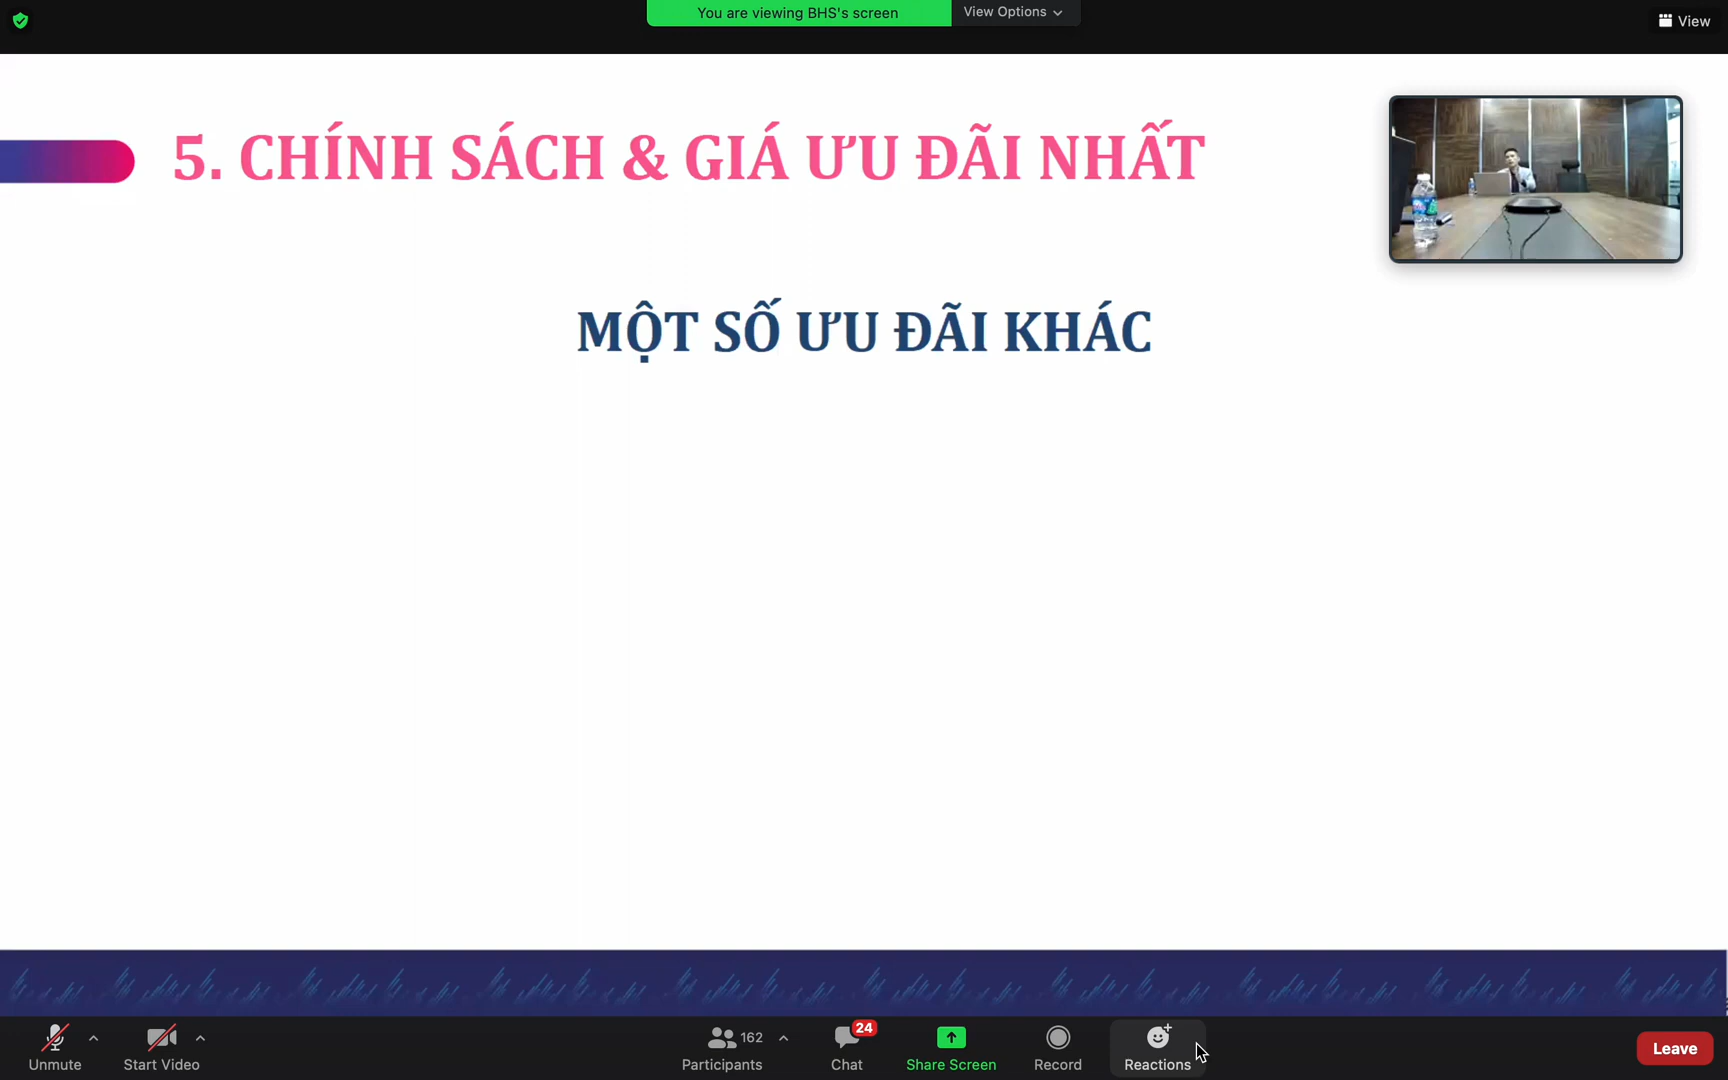 You are viewing BHS's screen
View Options
View
5. CHÍNH SÁCH & GIÁ ƯU ĐÃI NHẤT
MỘT SỐ ƯU ĐÃI KHÁC
Unmute
Start Video
162
Participants
24
Chat
Share Screen
Record
Reactions
Leave